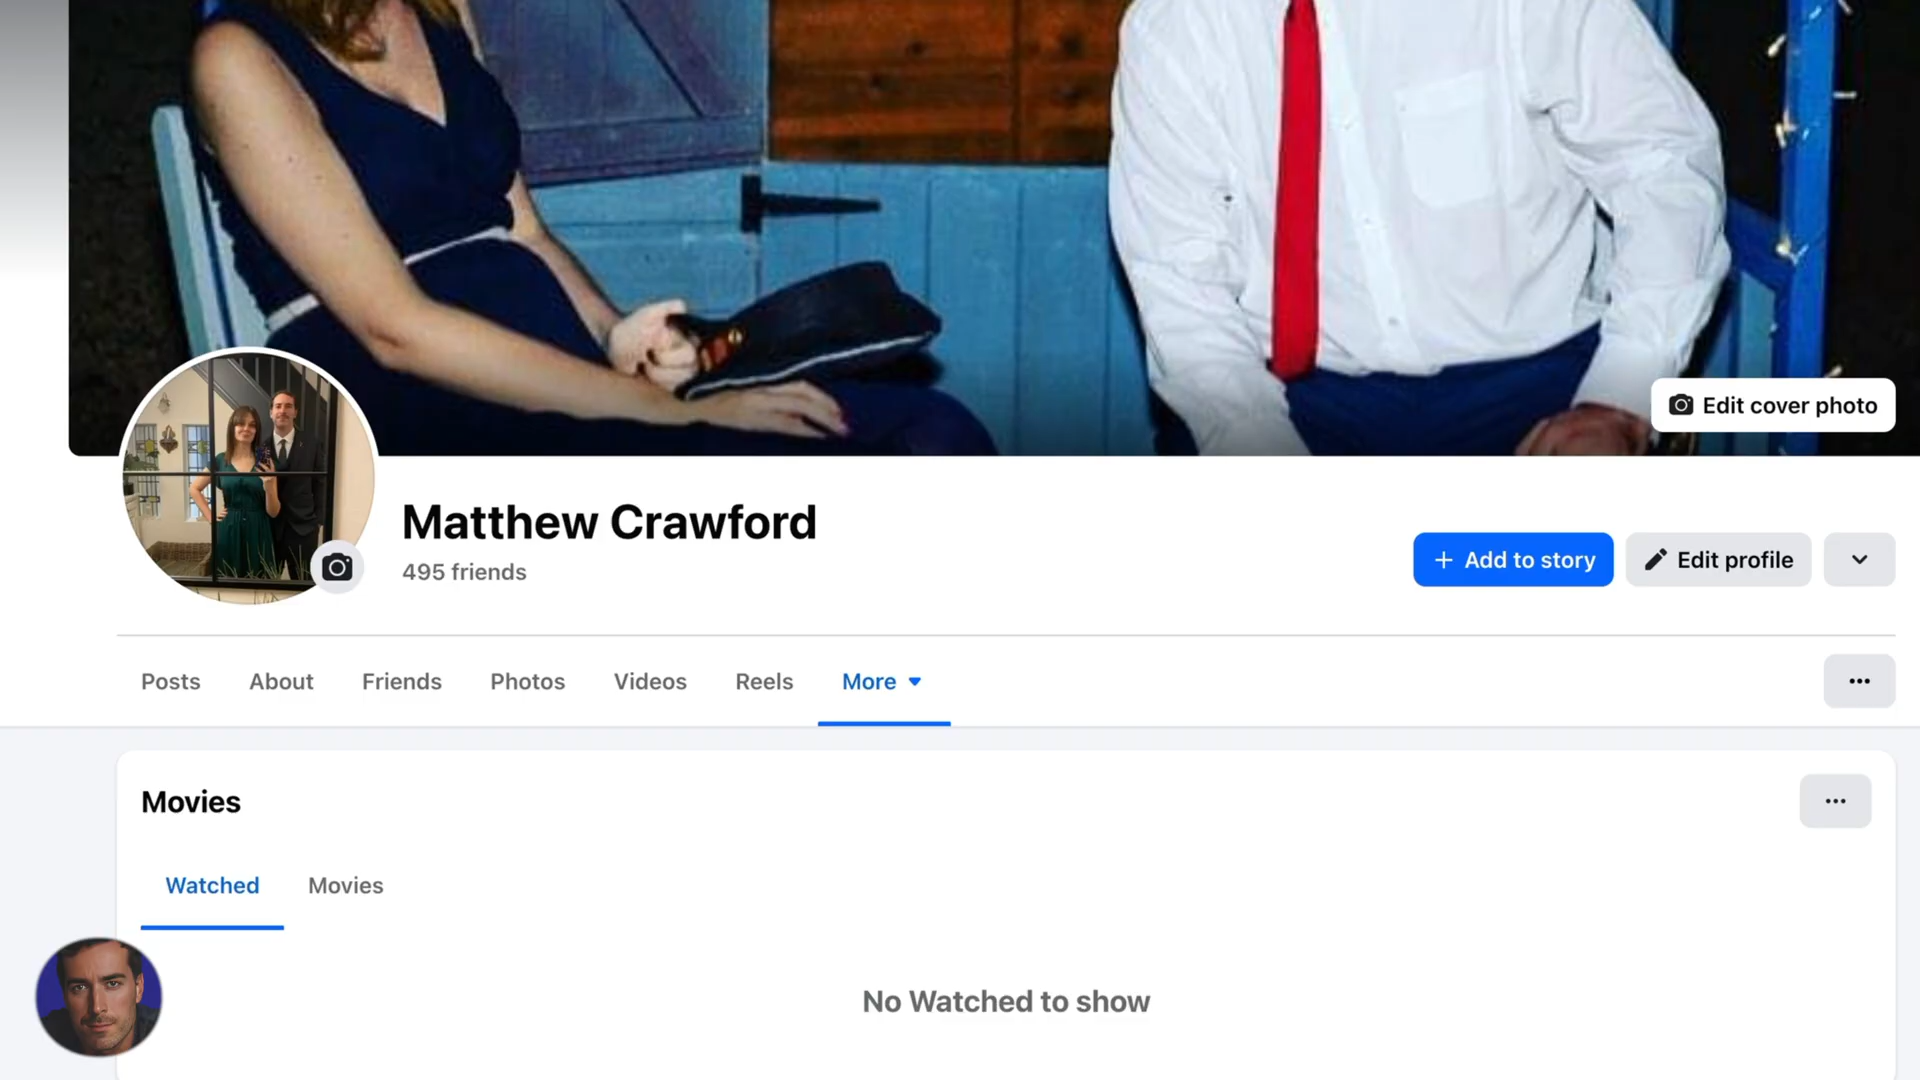 Edit cover photo
Matthew Crawford
495 friends
+ Add to story
Edit profile
Posts
About
Friends
Photos
Videos
Reels
More
Movies
Watched
Movies
No Watched to show